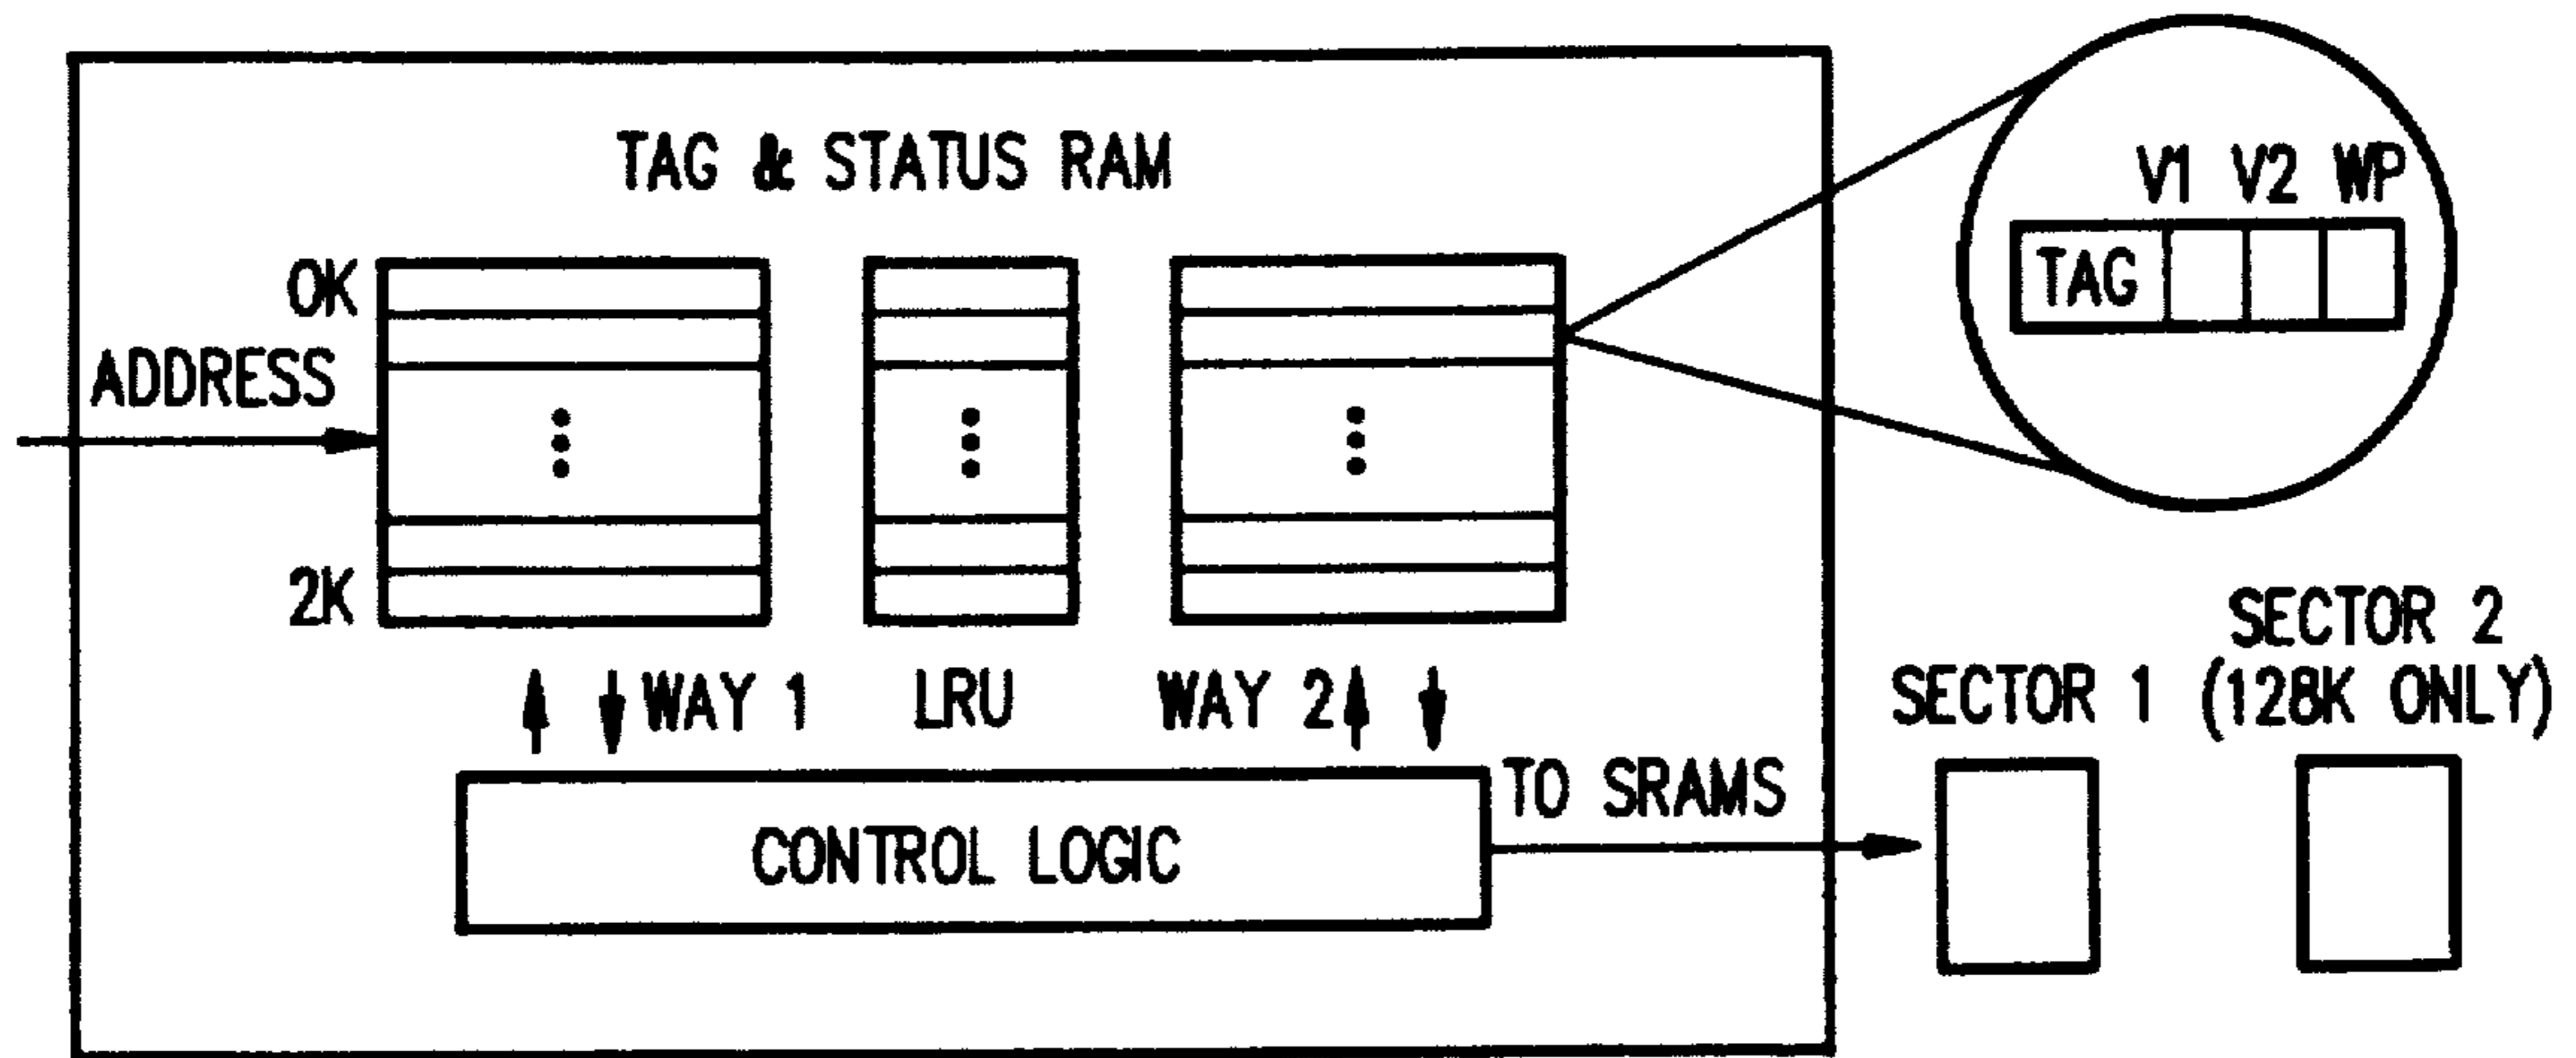 TAG & STATUS RAM
V1 V2 WP
TAG
0K
ADDRESS
2K
WAY 1
LRU
WAY 2
SECTOR 1
SECTOR 2
(128K ONLY)
TO SRAMS
CONTROL LOGIC